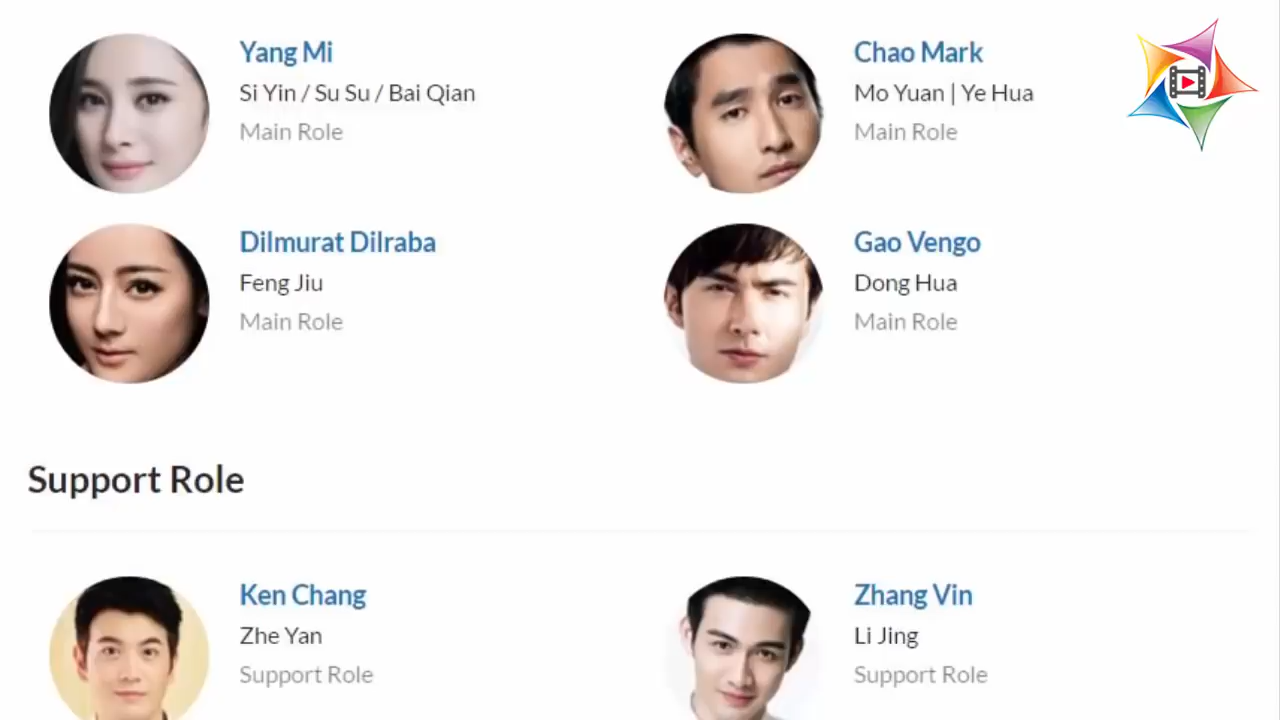 Yang Mi
Si Yin / Su Su / Bai Qian
Main Role
Chao Mark
Mo Yuan | Ye Hua
Main Role
Dilmurat Dilraba
Feng Jiu
Main Role
Gao Vengo
Dong Hua
Main Role
Support Role
Ken Chang
Zhe Yan
Support Role
Zhang Vin
Li Jing
Support Role